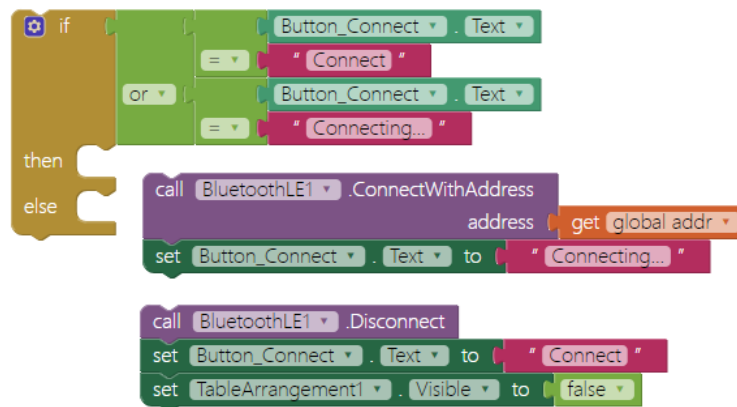 if Button_Connect . Text
= " Connect "
or Button_Connect . Text
= " Connecting... "
then
else
call BluetoothLE1 .ConnectWithAddress
address get global addr
set Button_Connect . Text to " Connecting... "
call BluetoothLE1 .Disconnect
set Button_Connect . Text to " Connect "
set TableArrangement1 . Visible to false